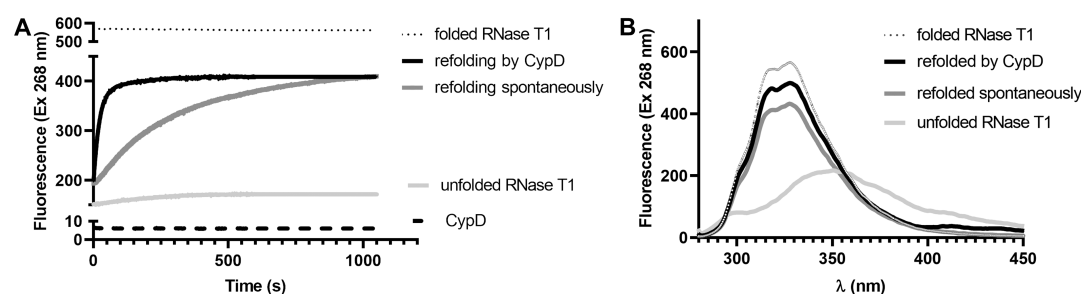 A
Fluorescence (Ex 268 nm)
600
500
400
300
200
10
0
0
500
1000
Time (s)
folded RNase T1
refolding by CypD
refolding spontaneously
unfolded RNase T1
CypD
B
Fluorescence (Ex 268 nm)
600
400
200
0
300
350
400
450
λ (nm)
folded RNase T1
refolded by CypD
refolded spontaneously
unfolded RNase T1